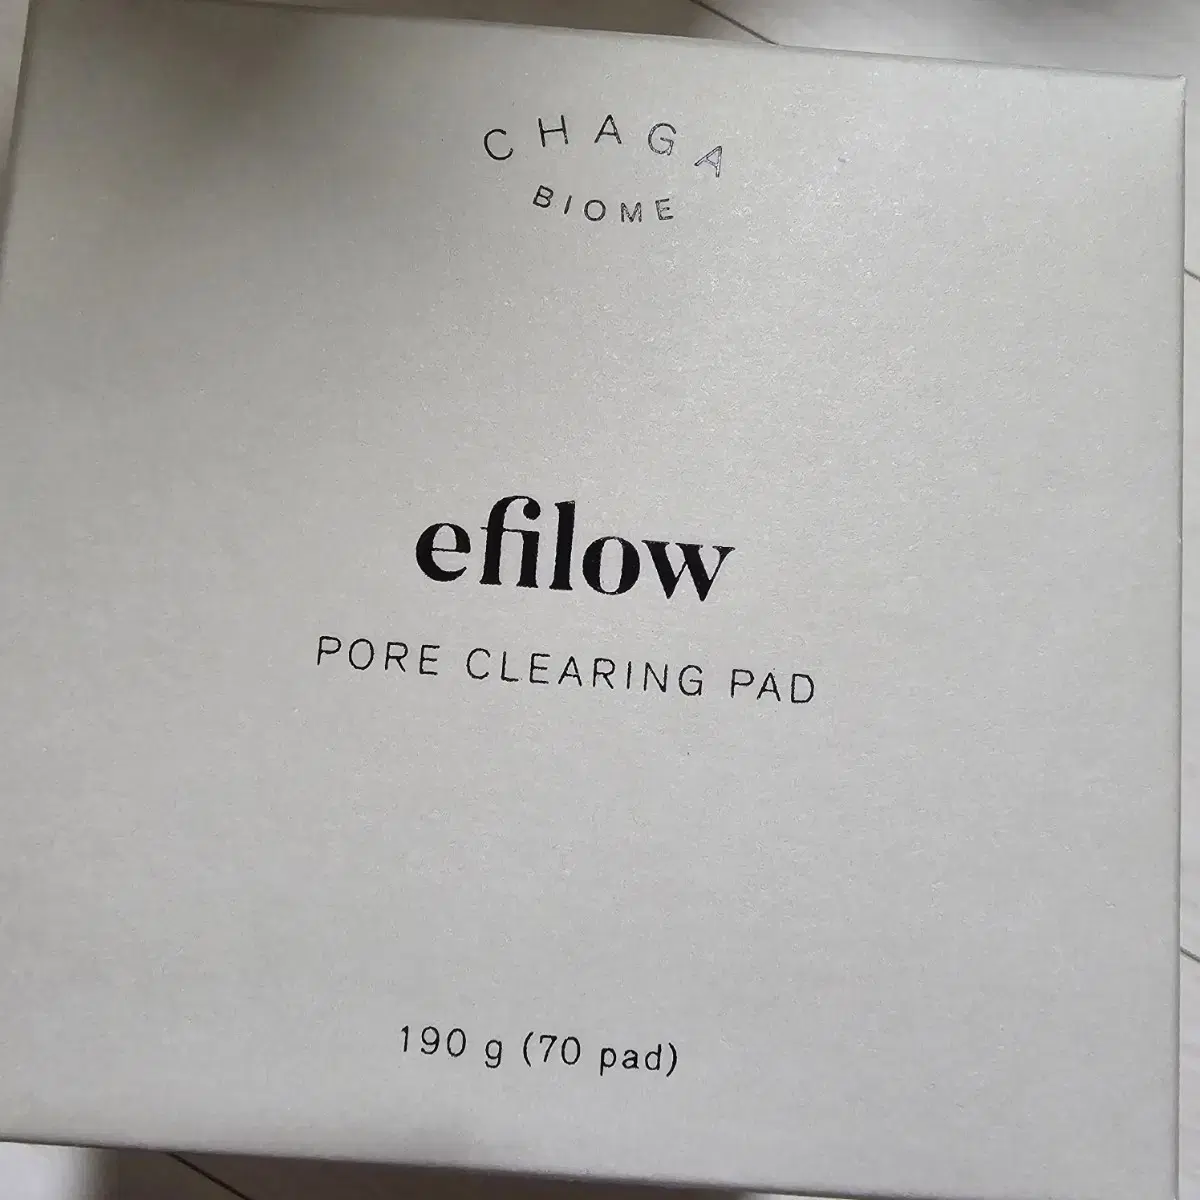 CHAGA
BIOME
efilow
PORE CLEARING PAD
190 g (70 pad)